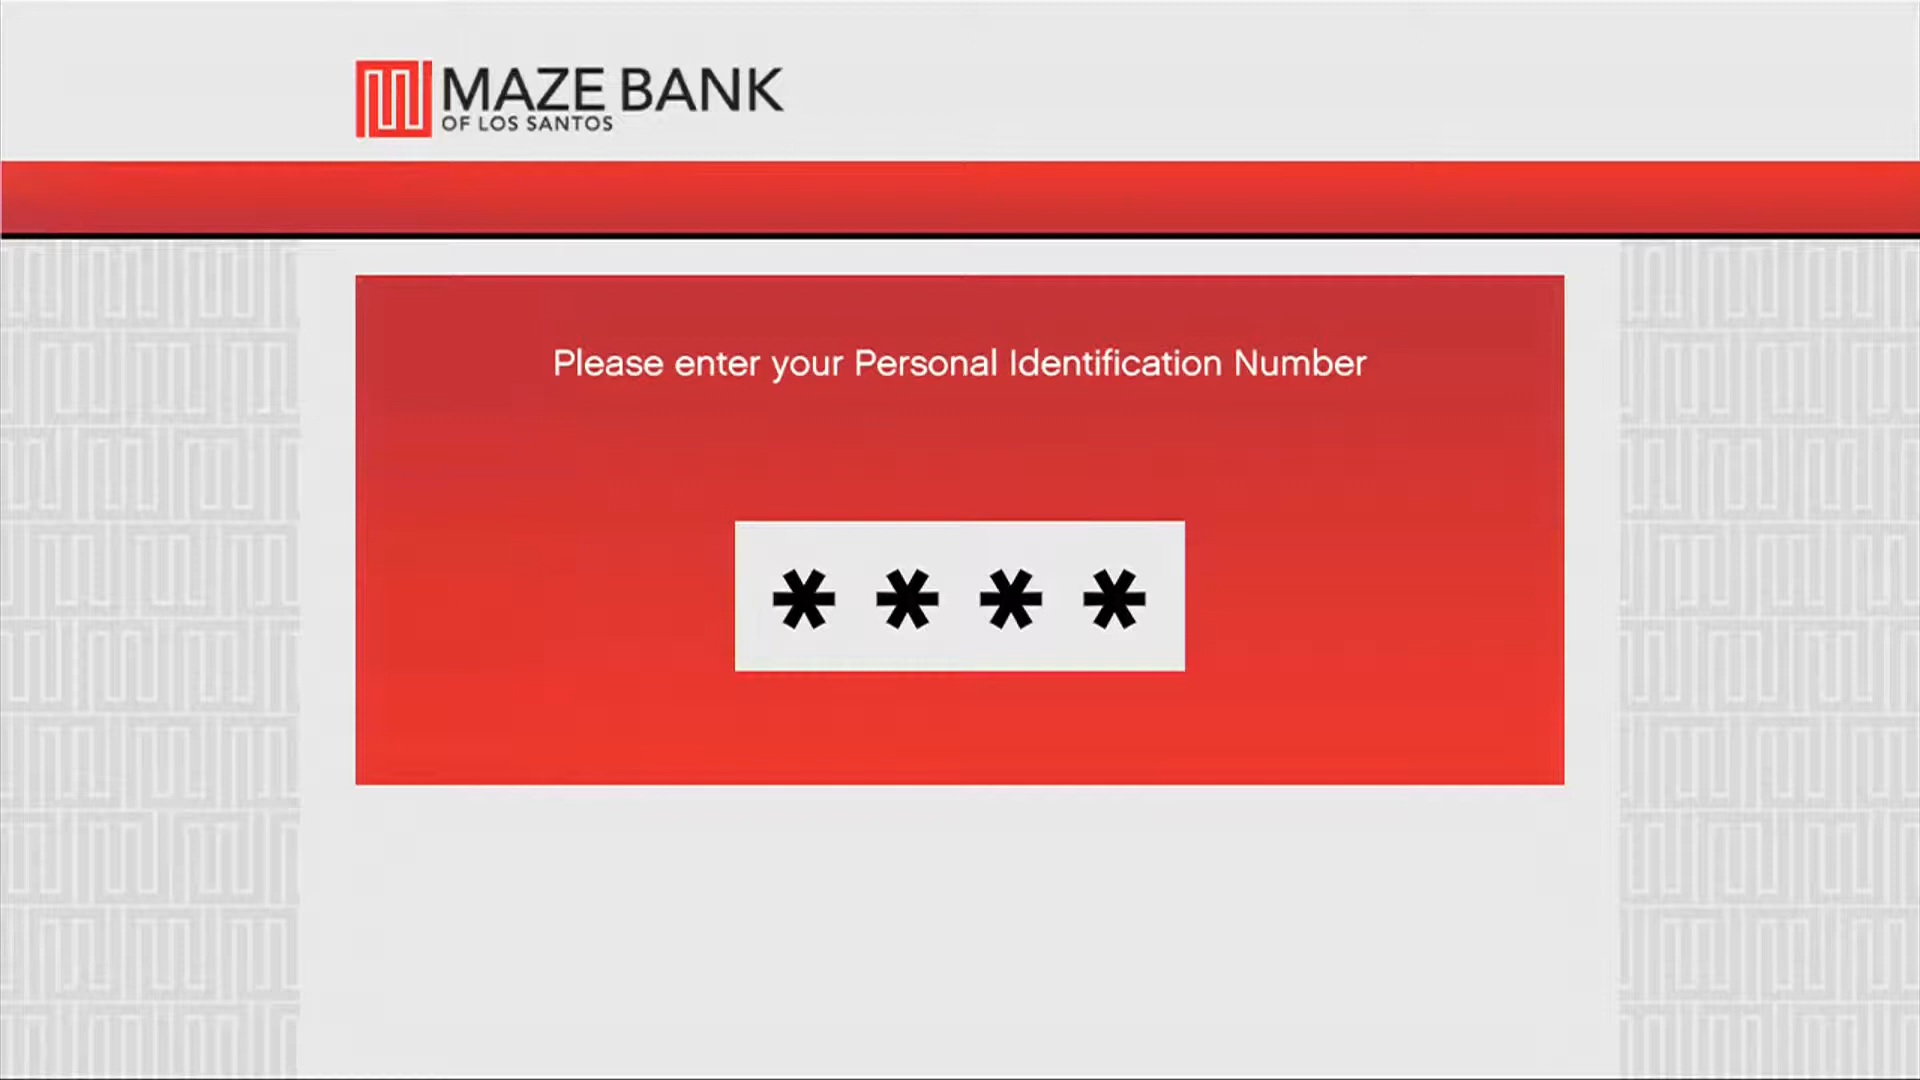 MAZE BANK
OF LOS SANTOS
Please enter your Personal Identification Number
* * * *